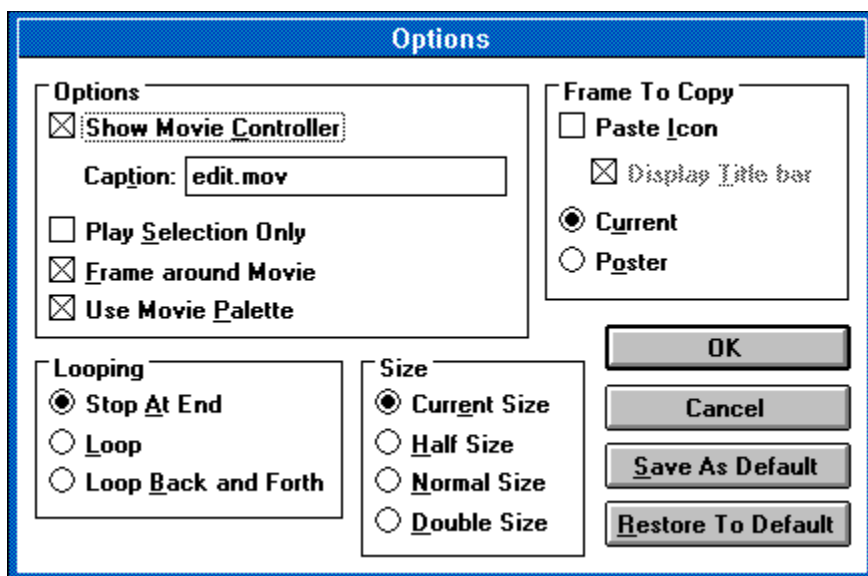 Options
Options
Show Movie Controller
Caption: edit.mov
Play Selection Only
Frame around Movie
Use Movie Palette
Frame To Copy
Paste Icon
Display Title bar
Current
Poster
Looping
Stop At End
Loop
Loop Back and Forth
Size
Current Size
Half Size
Normal Size
Double Size
OK
Cancel
Save As Default
Restore To Default